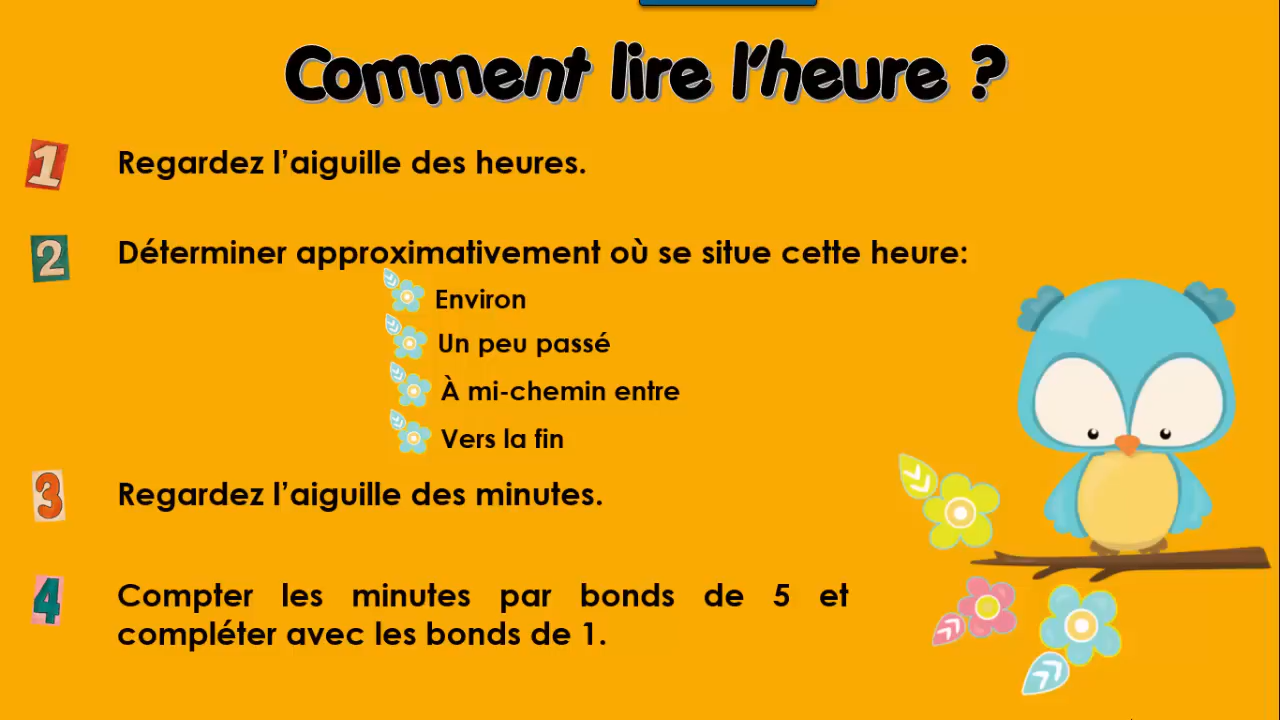 Comment lire l'heure ?
1 Regardez l'aiguille des heures.
2 Déterminer approximativement où se situe cette heure:
Environ
Un peu passé
À mi-chemin entre
Vers la fin
3 Regardez l'aiguille des minutes.
4 Compter les minutes par bonds de 5 et
compléter avec les bonds de 1.